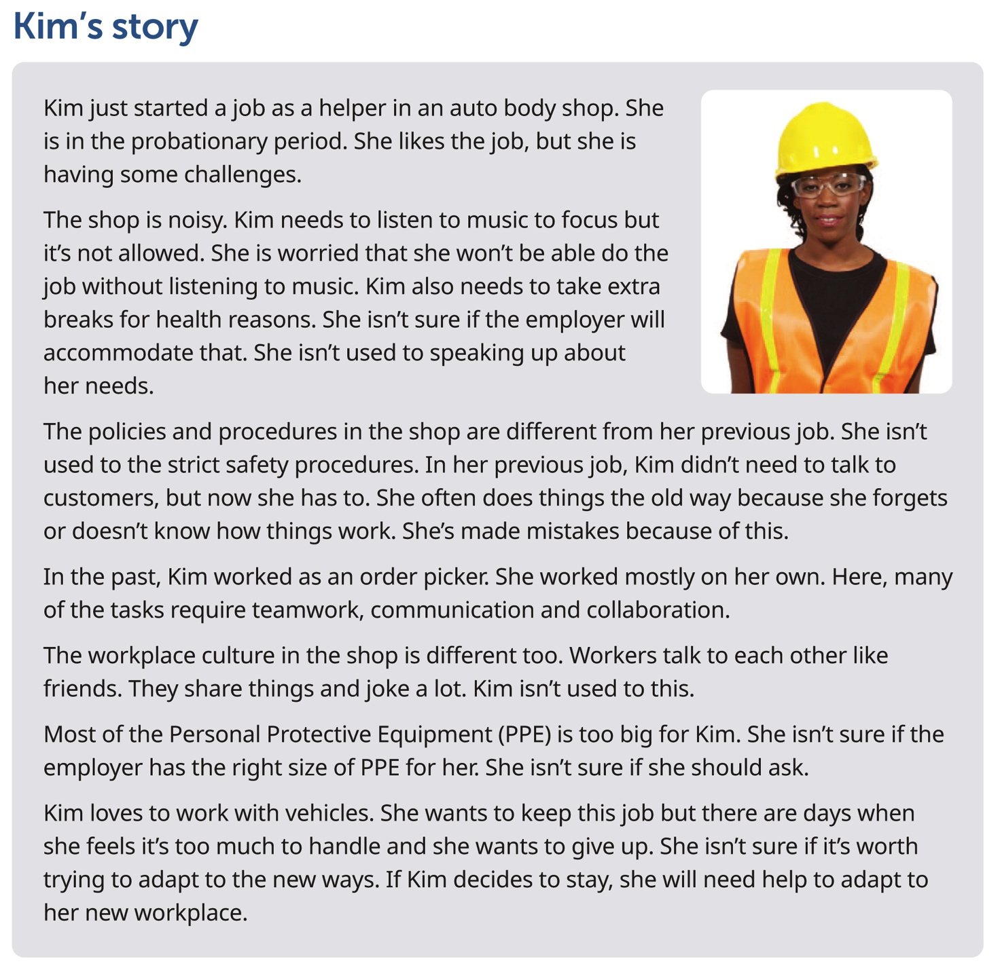 Kim’s story
Kim just started a job as a helper in an auto body shop. She
is in the probationary period. She likes the job, but she is
having some challenges.
The shop is noisy. Kim needs to listen to music to focus but
it’s not allowed. She is worried that she won’t be able do the
job without listening to music. Kim also needs to take extra
breaks for health reasons. She isn’t sure if the employer will
accommodate that. She isn’t used to speaking up about
her needs.
The policies and procedures in the shop are different from her previous job. She isn’t
used to the strict safety procedures. In her previous job, Kim didn’t need to talk to
customers, but now she has to. She often does things the old way because she forgets
or doesn’t know how things work. She’s made mistakes because of this.
In the past, Kim worked as an order picker. She worked mostly on her own. Here, many
of the tasks require teamwork, communication and collaboration.
The workplace culture in the shop is different too. Workers talk to each other like
friends. They share things and joke a lot. Kim isn’t used to this.
Most of the Personal Protective Equipment (PPE) is too big for Kim. She isn’t sure if the
employer has the right size of PPE for her. She isn’t sure if she should ask.
Kim loves to work with vehicles. She wants to keep this job but there are days when
she feels it’s too much to handle and she wants to give up. She isn’t sure if it’s worth
trying to adapt to the new ways. If Kim decides to stay, she will need help to adapt to
her new workplace.